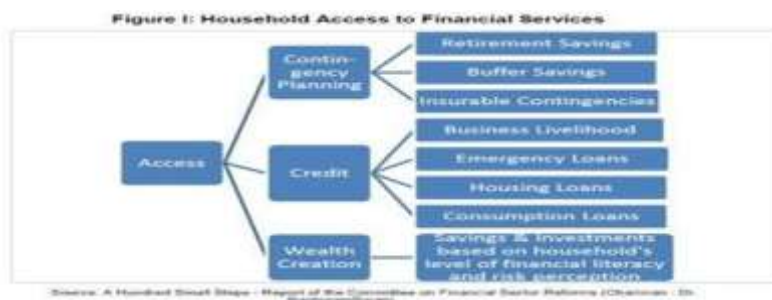 Figure I: Household Access to Financial Services
Contin-
gency
Planning
Retirement Savings
Buffer Savings
Insurable Contingencies
Access
Credit
Business Livelihood
Emergency Loans
Housing Loans
Consumption Loans
Wealth
Creation
Savings & Investments
based on household's
level of financial literacy
and risk perception
Source: A Hundred Small Steps - Report of the Committee on Financial Sector Reforms (Chairman : Dr.